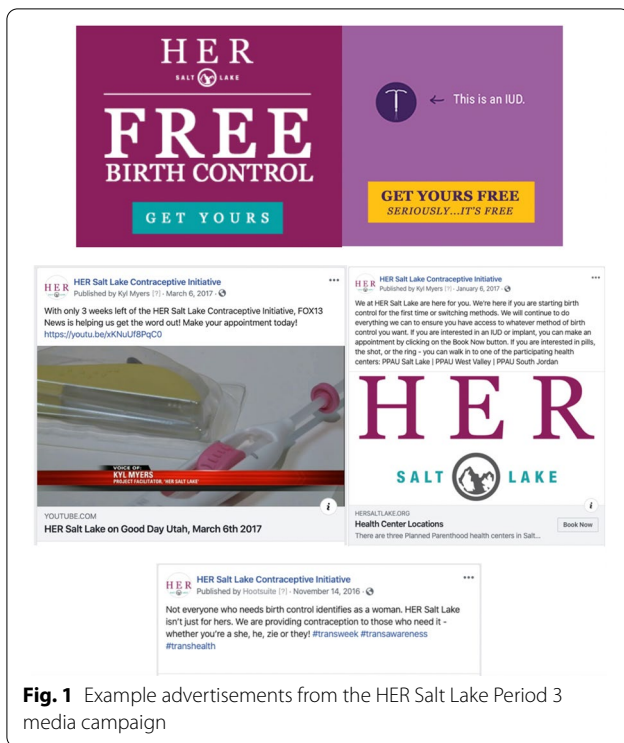 HER
SALT LAKE
FREE
BIRTH CONTROL
GET YOURS
← This is an IUD.
GET YOURS FREE
SERIOUSLY...IT'S FREE
HER
HER Salt Lake Contraceptive Initiative
Published by Kyl Myers [?] · March 6, 2017 ·
With only 3 weeks left of the HER Salt Lake Contraceptive Initiative, FOX13
News is helping us get the word out! Make your appointment today!
https://youtu.be/xKNuUf8PqC0
VOICE OF:
KYL MYERS
PROJECT FACILITATOR, 'HER SALT LAKE'
YOUTUBE.COM
HER Salt Lake on Good Day Utah, March 6th 2017
HER
HER Salt Lake Contraceptive Initiative
Published by Kyl Myers [?] · January 6, 2017 ·
We at HER Salt Lake are here for you. We're here if you are starting birth
control for the first time or switching methods. We will continue to do
everything we can to ensure you have access to whatever method of birth
control you want. If you are interested in an IUD or implant, you can make an
appointment by clicking on the Book Now button. If you are interested in pills,
the shot, or the ring - you can walk in to one of the participating health
centers: PPAU Salt Lake | PPAU West Valley | PPAU South Jordan
HER
SALT LAKE
HERSALTLAKE.ORG
Health Center Locations
There are three Planned Parenthood health centers in Salt...
Book Now
HER
HER Salt Lake Contraceptive Initiative
Published by Hootsuite [?] · November 14, 2016 ·
Not everyone who needs birth control identifies as a woman. HER Salt Lake
isn't just for hers. We are providing contraception to those who need it -
whether you're a she, he, zie or they! #transweek #transawareness
#transhealth
Fig. 1 Example advertisements from the HER Salt Lake Period 3
media campaign